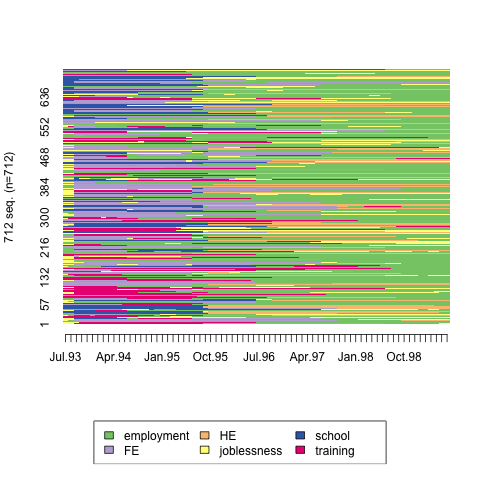 7 712 seq. (n=712)
636
552
468
384
300
216
132
57
1
Jul.93 Apr.94 Jan.95 Oct.95 Jul.96 Apr.97 Jan.98 Oct.98
employment HE school
FE joblessness training